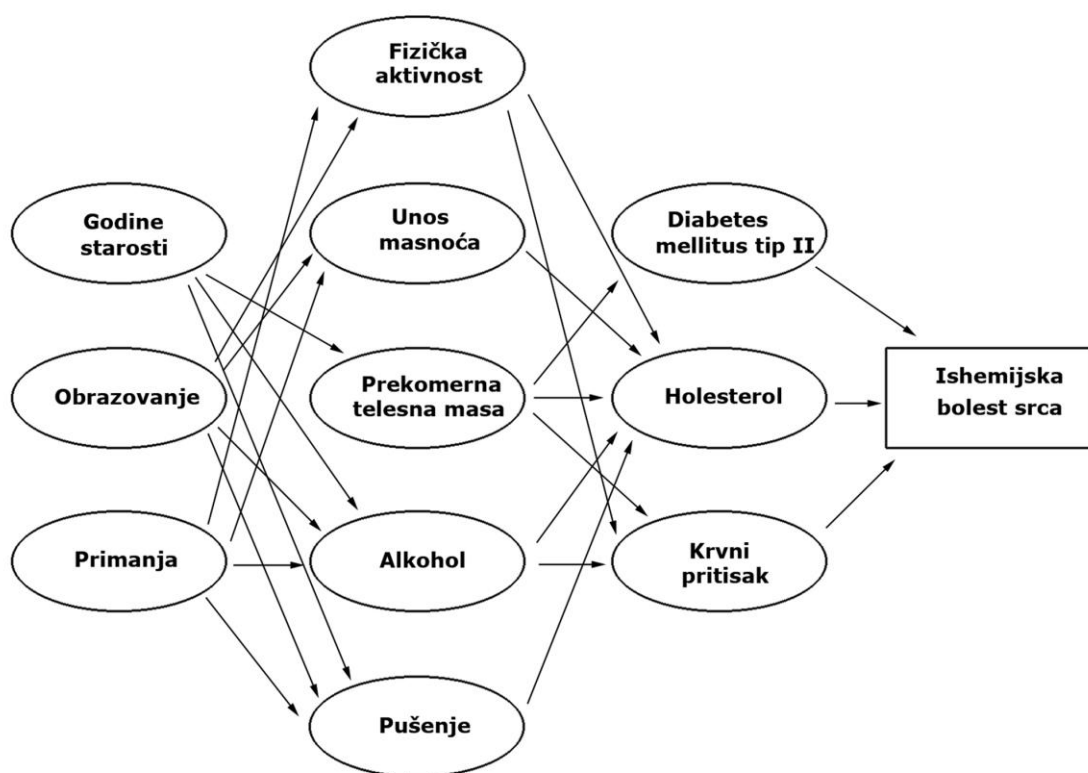 Fizička
aktivnost
Godine
starosti
Unos
masnoća
Diabetes
mellitus tip II
Obrazovanje
Prekomerna
telesna masa
Holesterol
Ishemijska
bolest srca
Primanja
Alkohol
Krvni
pritisak
Pušenje